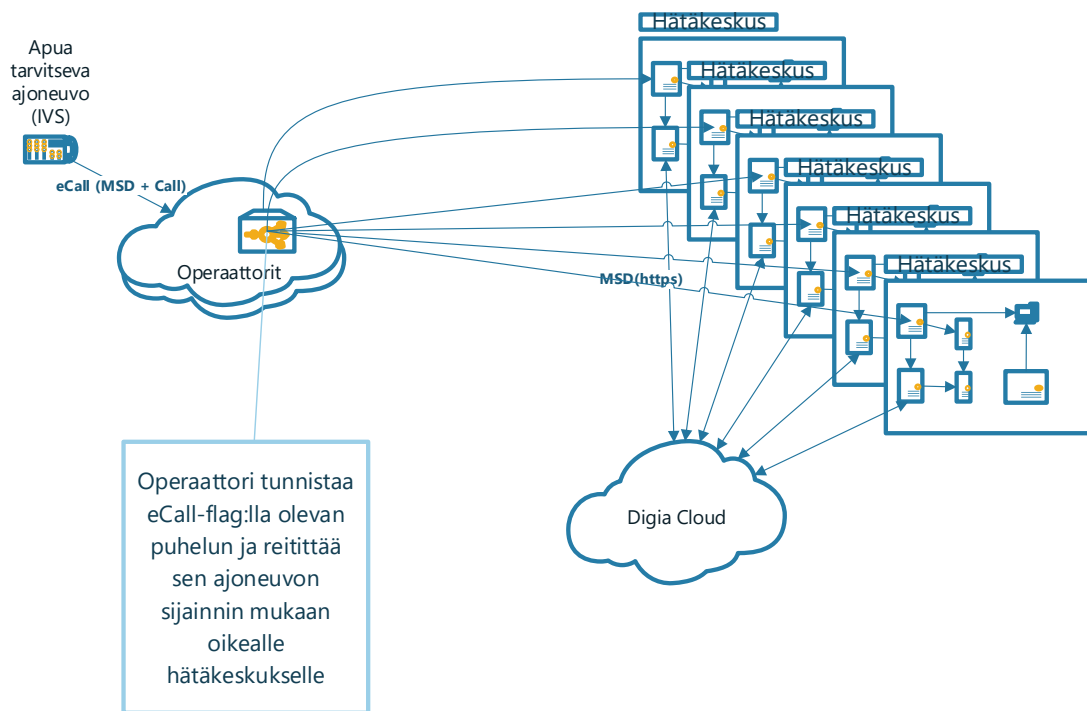 Hätäkeskus
Apua
tarvitseva
ajoneuvo
(IVS)
Hätäkeskus
Hätäkeskus
Hätäkeskus
eCall (MSD + Call)
Hätäkeskus
Hätäkeskus
Operaattorit
MSD(https)
Operaattori tunnistaa
eCall-flag:lla olevan
puhelun ja reitittää
sen ajoneuvon
sijainnin mukaan
oikealle
hätäkeskukselle
Digia Cloud